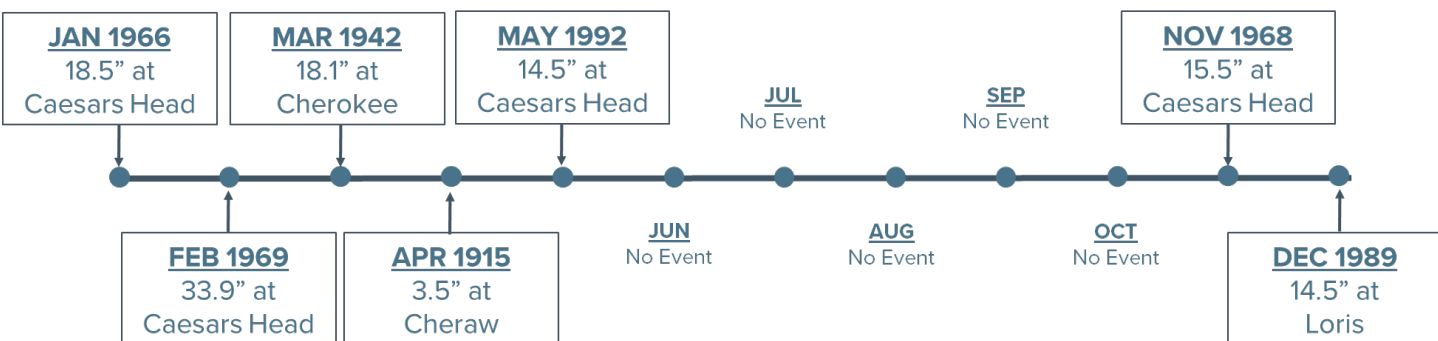 JAN 1966
18.5” at
Caesars Head
FEB 1969
33.9” at
Caesars Head
MAR 1942
18.1” at
Cherokee
APR 1915
3.5” at
Cheraw
MAY 1992
14.5” at
Caesars Head
JUN
No Event
JUL
No Event
AUG
No Event
SEP
No Event
OCT
No Event
NOV 1968
15.5” at
Caesars Head
DEC 1989
14.5” at
Loris